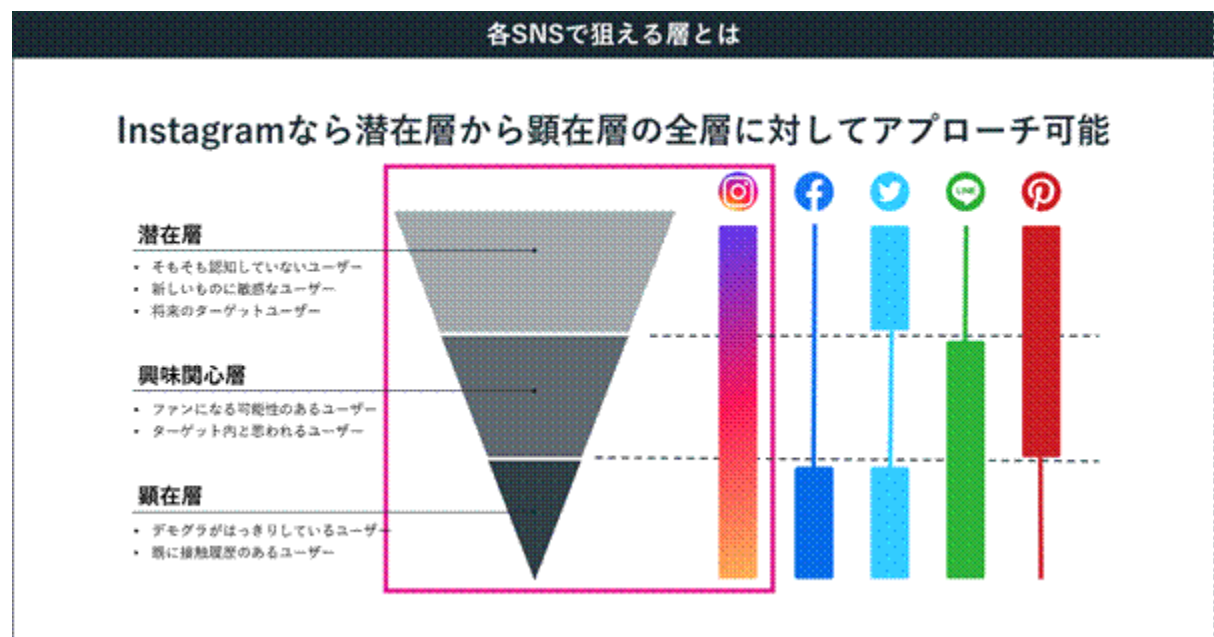 各SNSで狙える層とは
Instagramなら潜在層から顕在層の全層に対してアプローチ可能
LINE
潜在層
・そもそも認知していないユーザー
・新しいものに敏感なユーザー
・将来のターゲットユーザー
興味関心層
・ファンになる可能性のあるユーザー
・ターゲット内と思われるユーザー
顕在層
・デモグラがはっきりしているユーザー
・既に接触履歴のあるユーザー